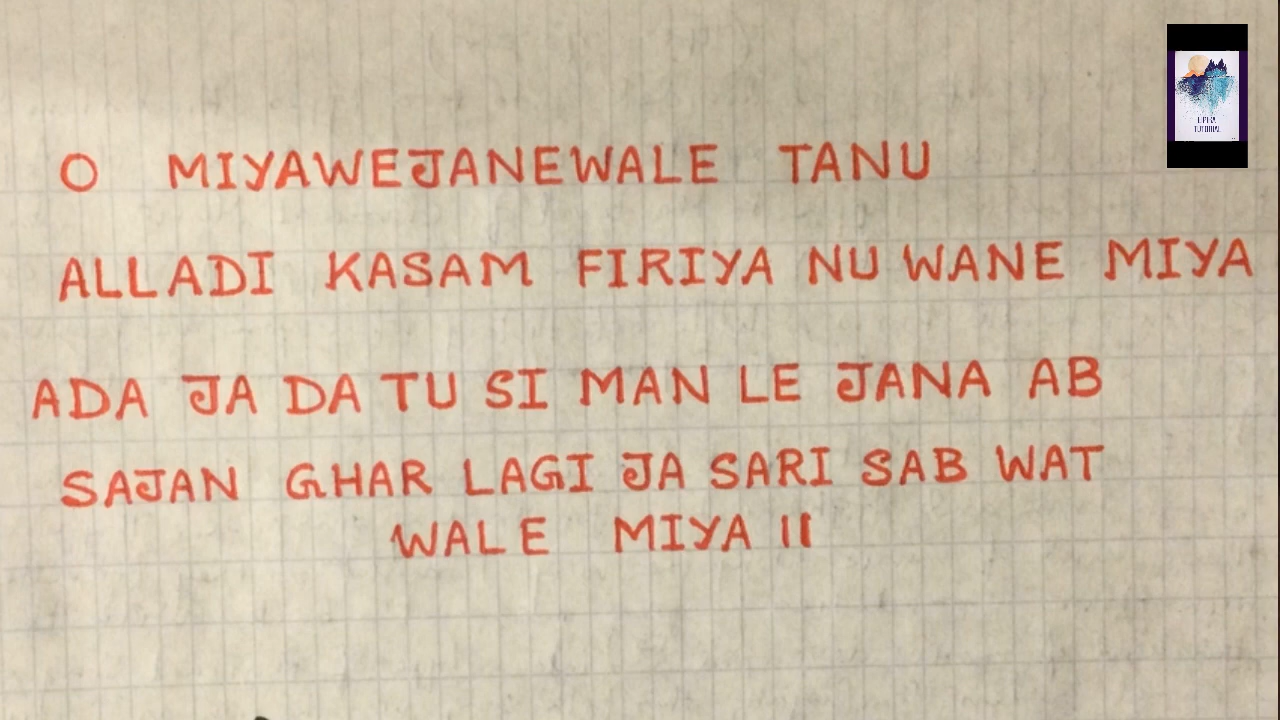 O MIYAWEJANEWALE TANU
ALLADI KASAM FIRIYA NU WANE MIYA
ADA JA DA TU SI MAN LE JANA AB
SAJAN GHAR LAGI JA SARI SAB WAT
WALE MIYA II
TUTORIAL